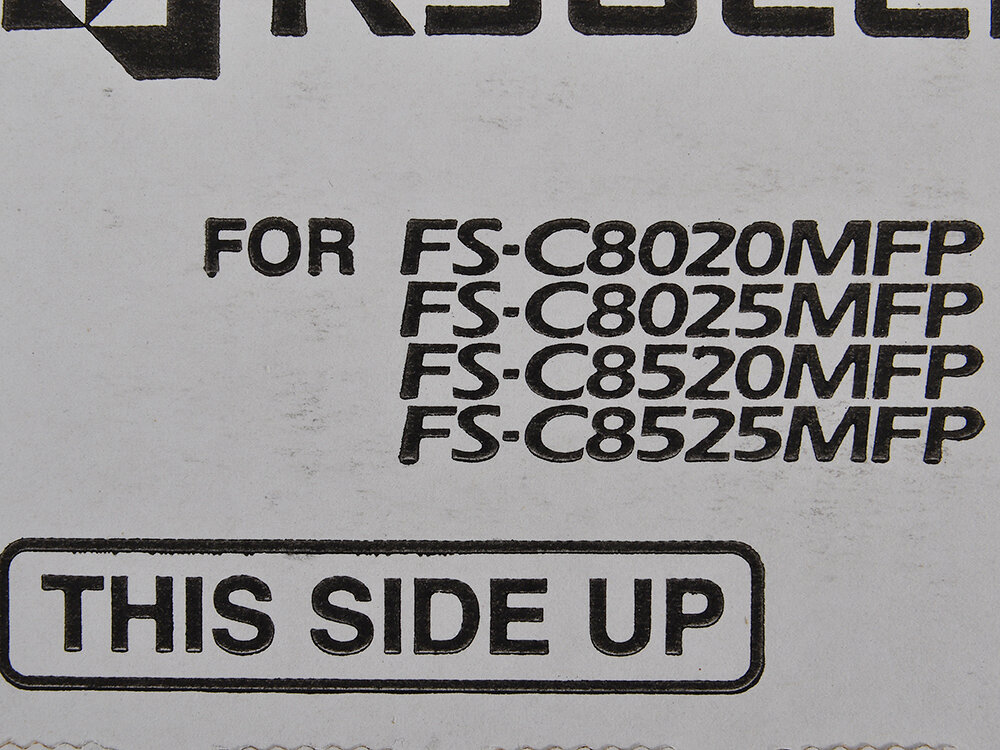 FOR FS-C8020MFP
FS-C8025MFP
FS-C8520MFP
FS-C8525MFP
THIS SIDE UP